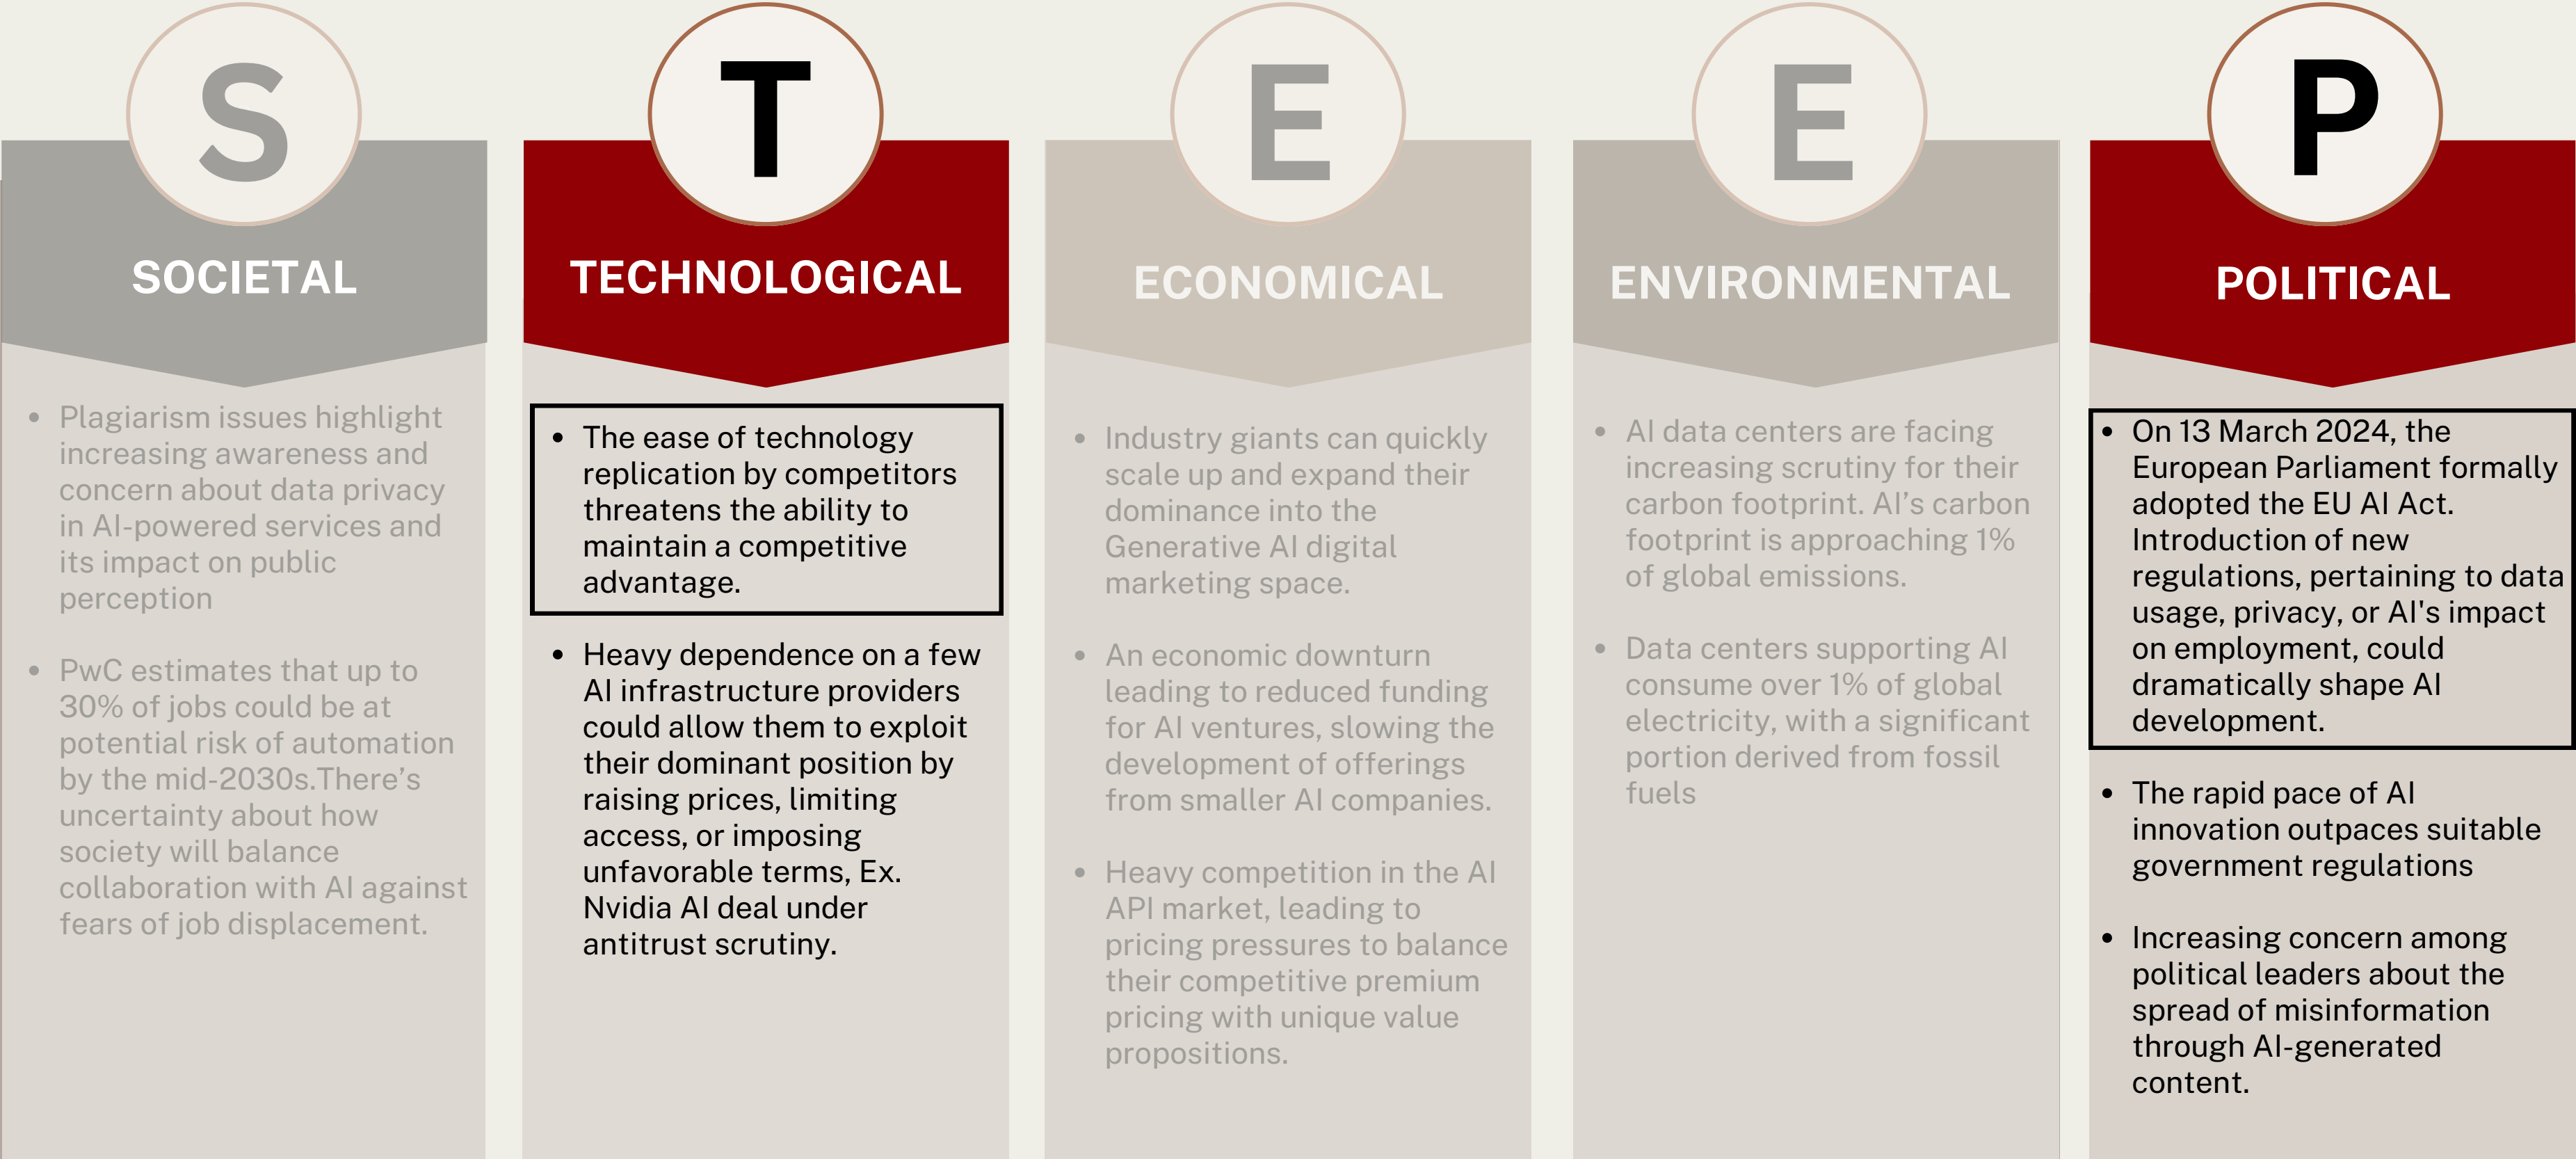 S
SOCIETAL
• Plagiarism issues highlight
increasing awareness and
concern about data privacy
in AI-powered services and
its impact on public
perception
• PwC estimates that up to
30% of jobs could be at
potential risk of automation
by the mid-2030s.There’s
uncertainty about how
society will balance
collaboration with AI against
fears of job displacement.
T
TECHNOLOGICAL
• The ease of technology
replication by competitors
threatens the ability to
maintain a competitive
advantage.
• Heavy dependence on a few
AI infrastructure providers
could allow them to exploit
their dominant position by
raising prices, limiting
access, or imposing
unfavorable terms, Ex.
Nvidia AI deal under
antitrust scrutiny.
E
ECONOMICAL
• Industry giants can quickly
scale up and expand their
dominance into the
Generative AI digital
marketing space.
• An economic downturn
leading to reduced funding
for AI ventures, slowing the
development of offerings
from smaller AI companies.
• Heavy competition in the AI
API market, leading to
pricing pressures to balance
their competitive premium
pricing with unique value
propositions.
E
ENVIRONMENTAL
• AI data centers are facing
increasing scrutiny for their
carbon footprint. AI’s carbon
footprint is approaching 1%
of global emissions.
• Data centers supporting AI
consume over 1% of global
electricity, with a significant
portion derived from fossil
fuels
P
POLITICAL
• On 13 March 2024, the
European Parliament formally
adopted the EU AI Act.
Introduction of new
regulations, pertaining to data
usage, privacy, or AI's impact
on employment, could
dramatically shape AI
development.
• The rapid pace of AI
innovation outpaces suitable
government regulations
• Increasing concern among
political leaders about the
spread of misinformation
through AI-generated
content.